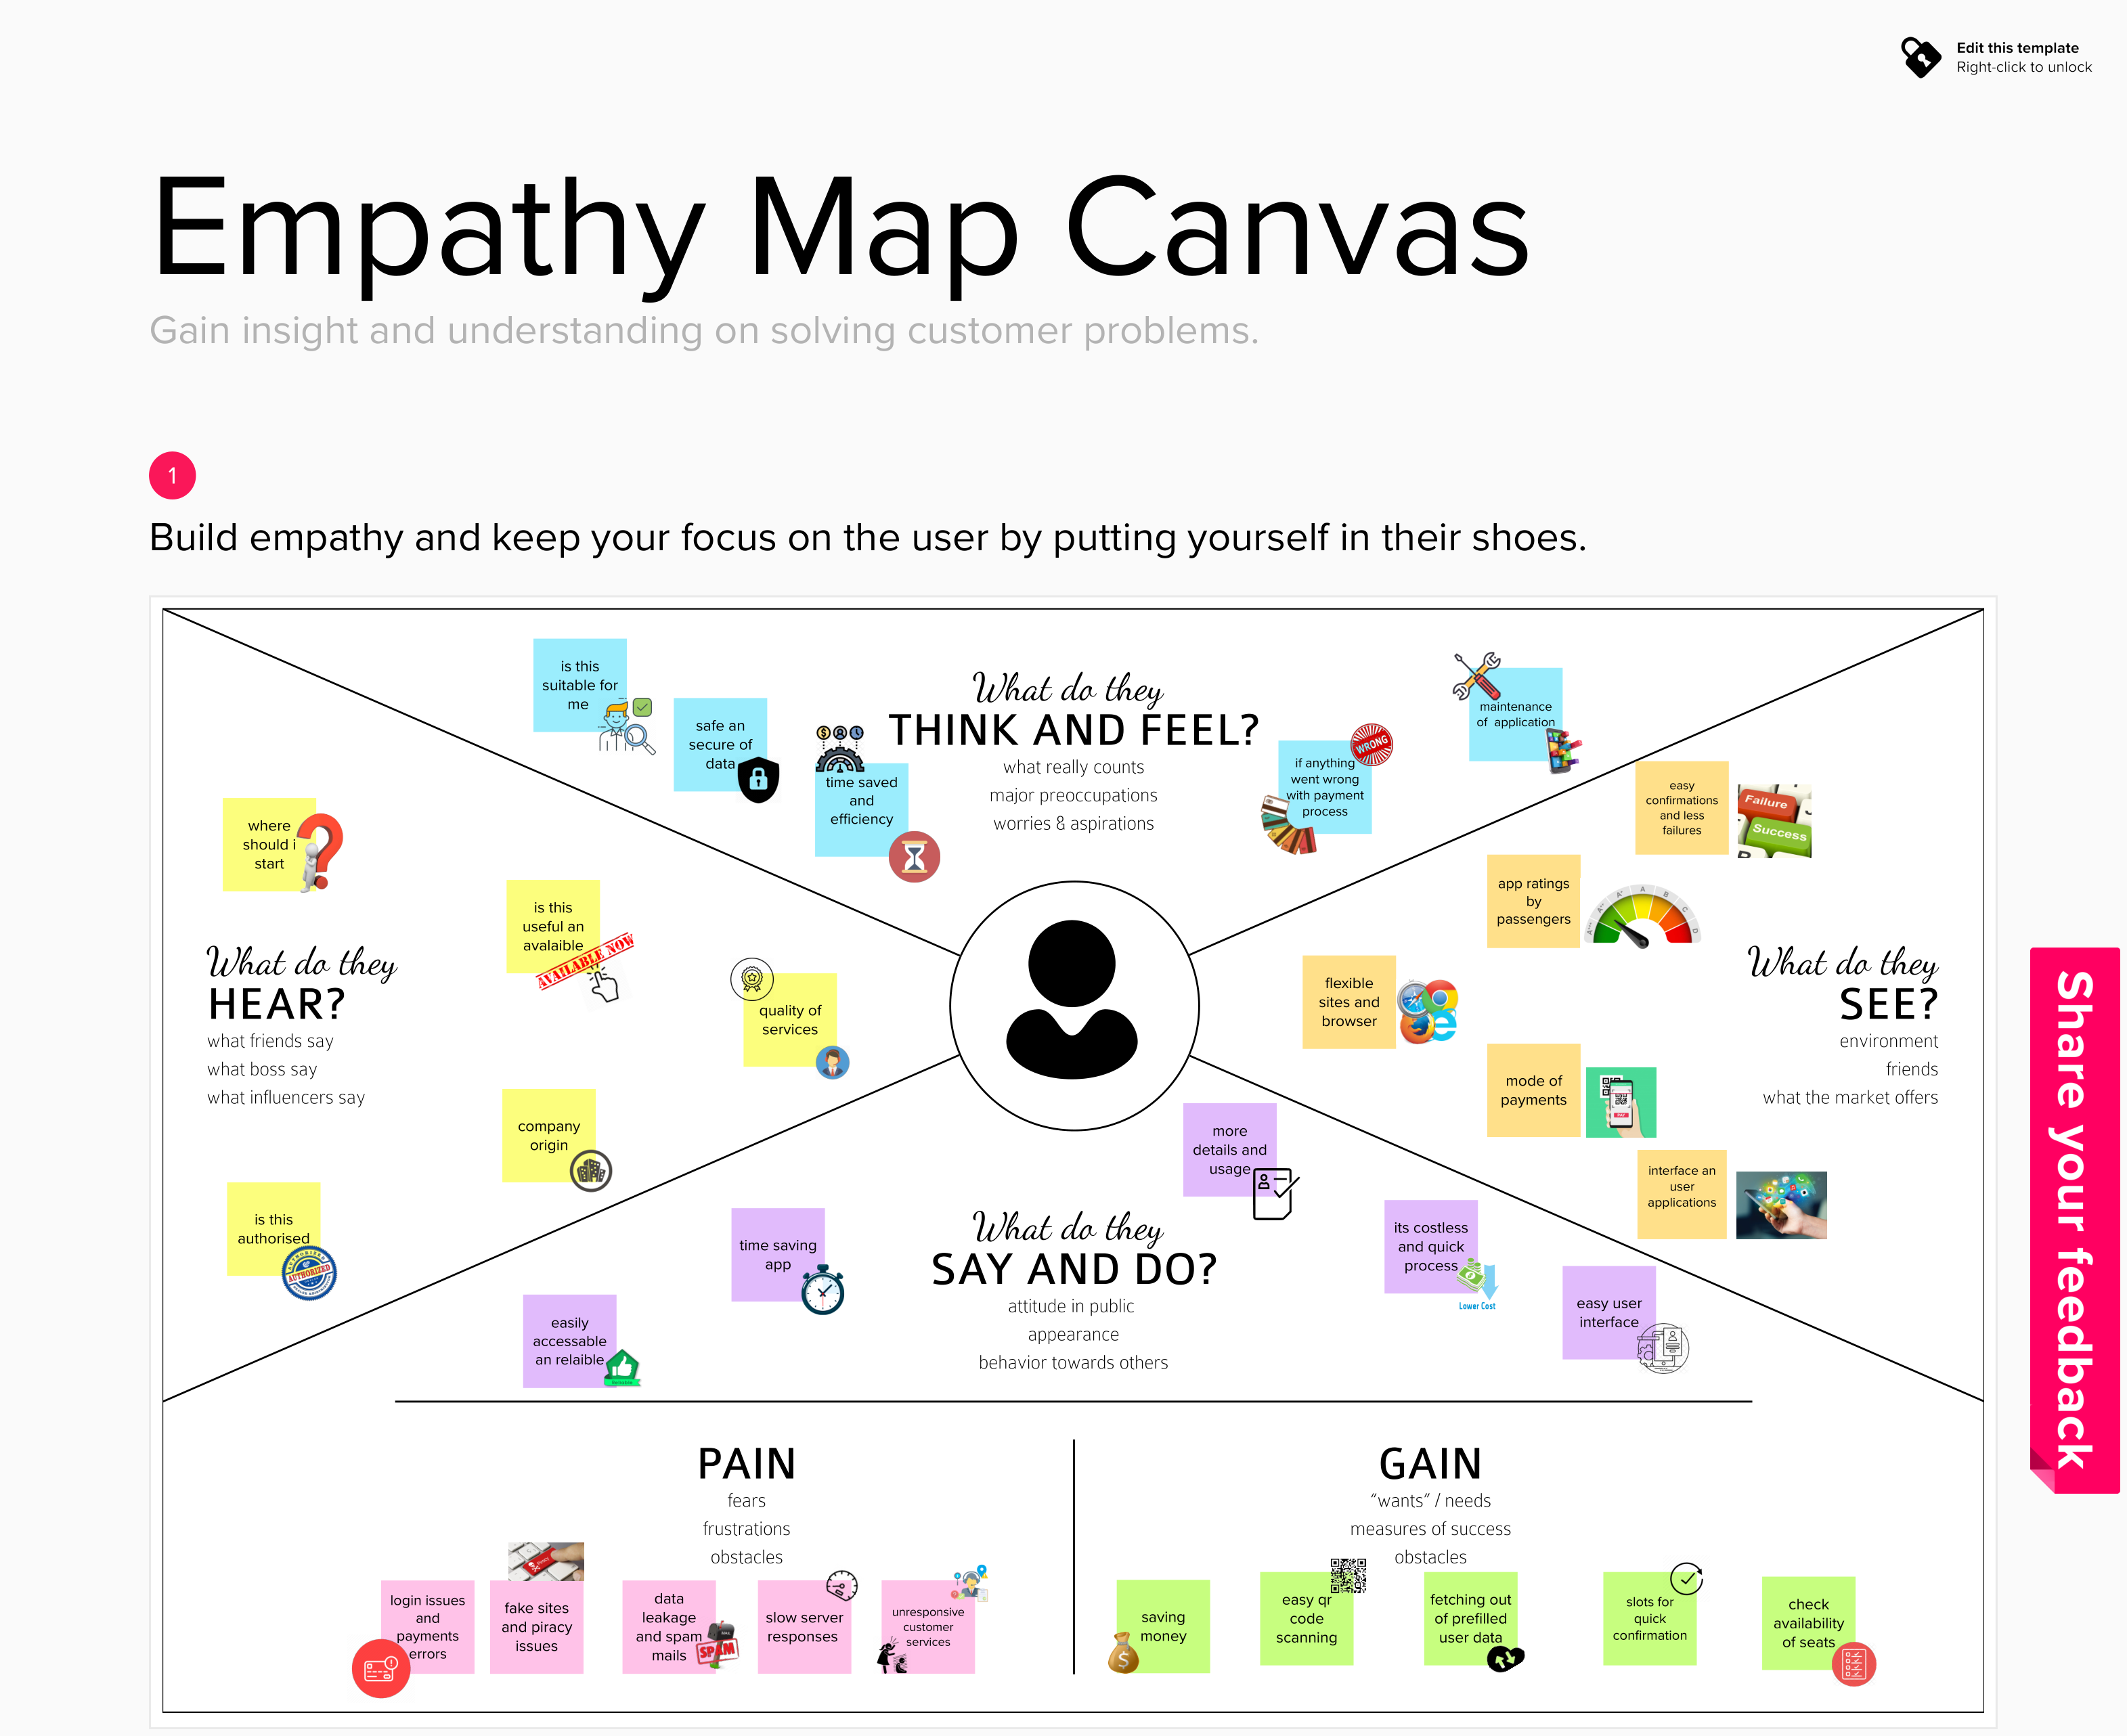 Edit this template
Right-click to unlock
Empathy Map Canvas
Gain insight and understanding on solving customer problems.
1
Build empathy and keep your focus on the user by putting yourself in their shoes.
is this
suitable for
me
safe an
secure of
data
time saved
and
efficiency
What do they
THINK AND FEEL?
what really counts
major preoccupations
worries & aspirations
if anything
went wrong
with payment
process
WRONG
maintenance
of application
where
should i
start
is this
useful an
avalaible
AVAILABLE NOW
quality of
services
What do they
HEAR?
what friends say
what boss say
what influencers say
company
origin
is this
authorised
AUTHORIZED
easy
confirmations
and less
failures
Failure
Success
app ratings
by
passengers
A
B
C
D
flexible
sites and
browser
What do they
SEE?
environment
friends
what the market offers
mode of
payments
interface an
user
applications
more
details and
usage
time saving
app
What do they
SAY AND DO?
attitude in public
appearance
behavior towards others
its costless
and quick
process
Lower Cost
easy user
interface
easily
accessable
an relaible
PAIN
fears
frustrations
obstacles
login issues
and
payments
errors
fake sites
and piracy
issues
data
leakage
and spam
mails
SPAM
slow server
responses
unresponsive
customer
services
GAIN
“wants” / needs
measures of success
obstacles
saving
money
easy qr
code
scanning
fetching out
of prefilled
user data
slots for
quick
confirmation
check
availability
of seats
Share your feedback